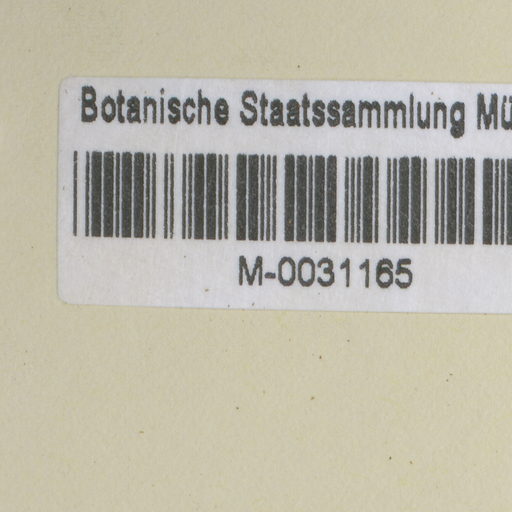 Botanische Staatssammlung Mü
M-0031165